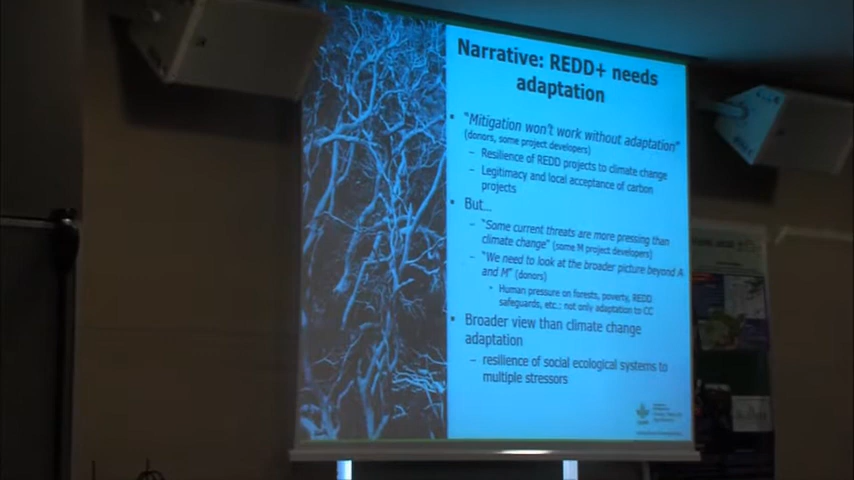 Narrative: REDD+ needs
adaptation
• "Mitigation won't work without adaptation"
(donors, some project developers)
– Resilience of REDD projects to climate change
– Legitimacy and local acceptance of carbon
projects
• But...
– "Some current threats are more pressing than
climate change" (some M project developers)
– "We need to look at the broader picture beyond A
and M" (donors)
• Human pressure on forests, poverty, REDD
safeguards, etc.: not only adaptation to CC
• Broader view than climate change
adaptation
– resilience of social ecological systems to
multiple stressors